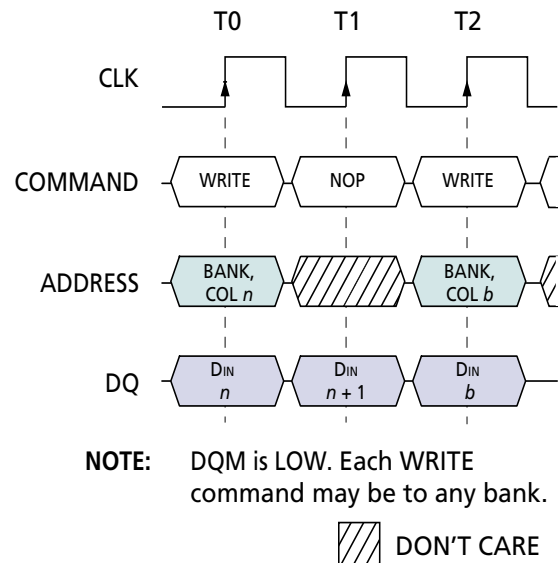 T0 T1 T2
CLK
COMMAND WRITE NOP WRITE
ADDRESS BANK, COL n BANK, COL b
DQ DIN n DIN n + 1 DIN b
NOTE: DQM is LOW. Each WRITE
command may be to any bank.
DON'T CARE